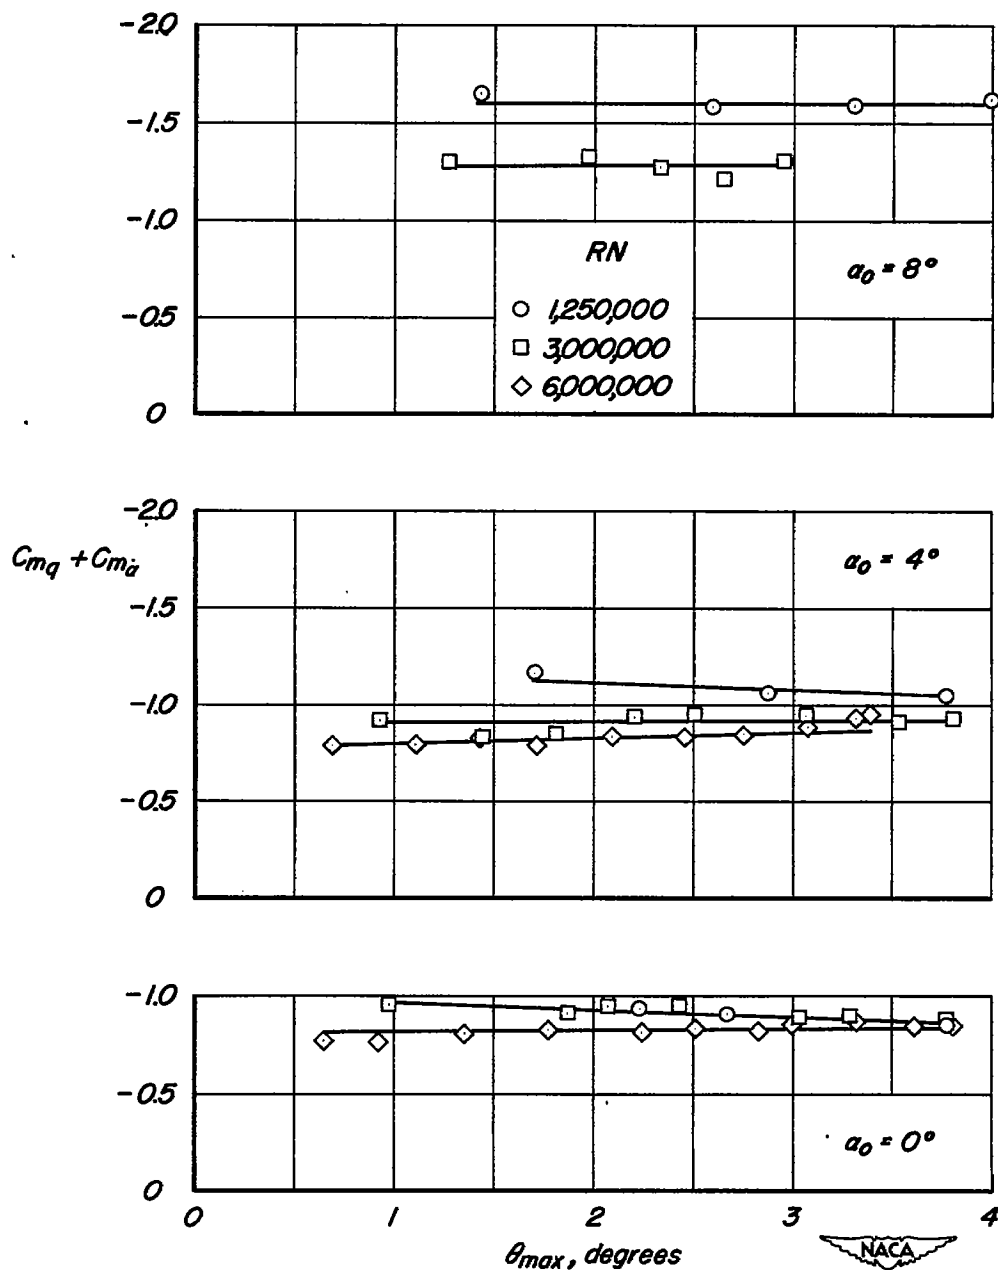 -2.0
-1.5
-1.0
-0.5
0
RN
1,250,000
3,000,000
6,000,000
α₀ = 8°
-2.0
-1.5
-1.0
-0.5
0
Cmq + Cmα̇
α₀ = 4°
-1.0
-0.5
0
α₀ = 0°
0 1 2 3 4
θmax, degrees
NACA